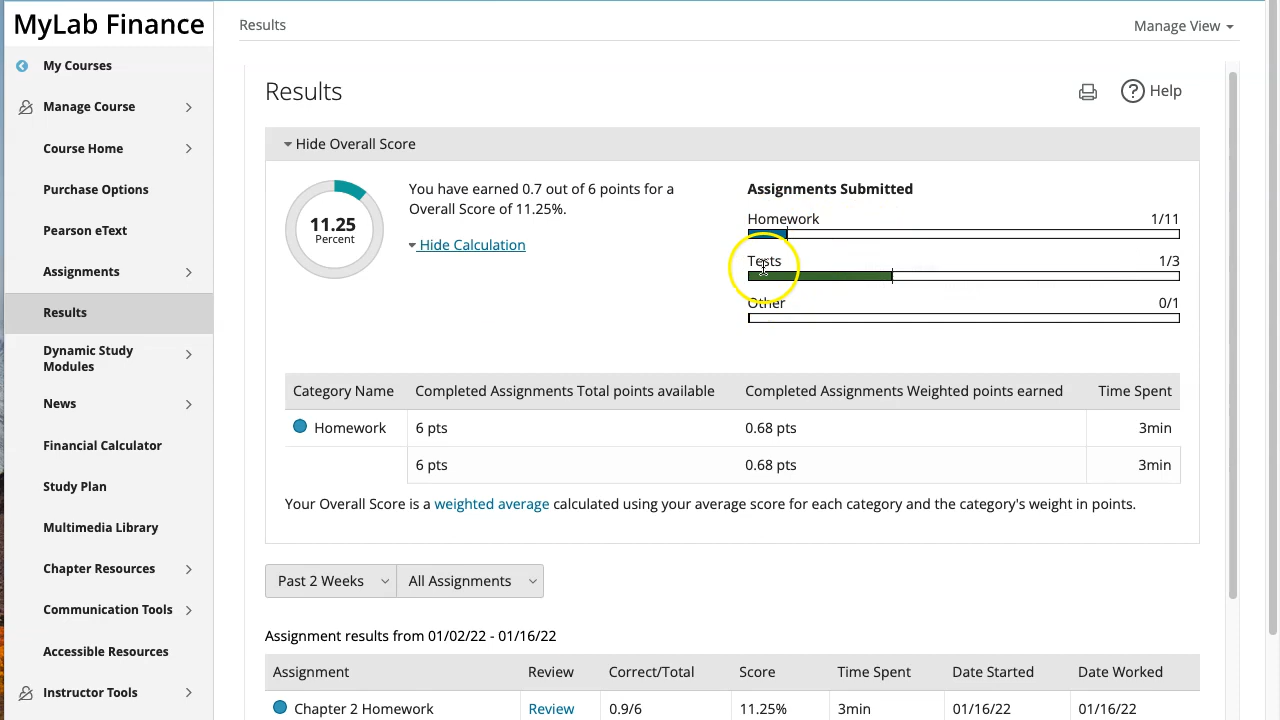 MyLab Finance
My Courses
Manage Course
Course Home
Purchase Options
Pearson eText
Assignments
Results
Dynamic Study
Modules
News
Financial Calculator
Study Plan
Multimedia Library
Chapter Resources
Communication Tools
Accessible Resources
Instructor Tools
Results
Manage View
Results
? Help
Hide Overall Score
11.25
Percent
You have earned 0.7 out of 6 points for a
Overall Score of 11.25%.
Hide Calculation
Assignments Submitted
Homework 1/11
Tests 1/3
Other 0/1
Category Name Completed Assignments Total points available Completed Assignments Weighted points earned Time Spent
Homework 6 pts 0.68 pts 3min
6 pts 0.68 pts 3min
Your Overall Score is a weighted average calculated using your average score for each category and the category's weight in points.
Past 2 Weeks All Assignments
Assignment results from 01/02/22 - 01/16/22
Assignment Review Correct/Total Score Time Spent Date Started Date Worked
Chapter 2 Homework Review 0.9/6 11.25% 3min 01/16/22 01/16/22